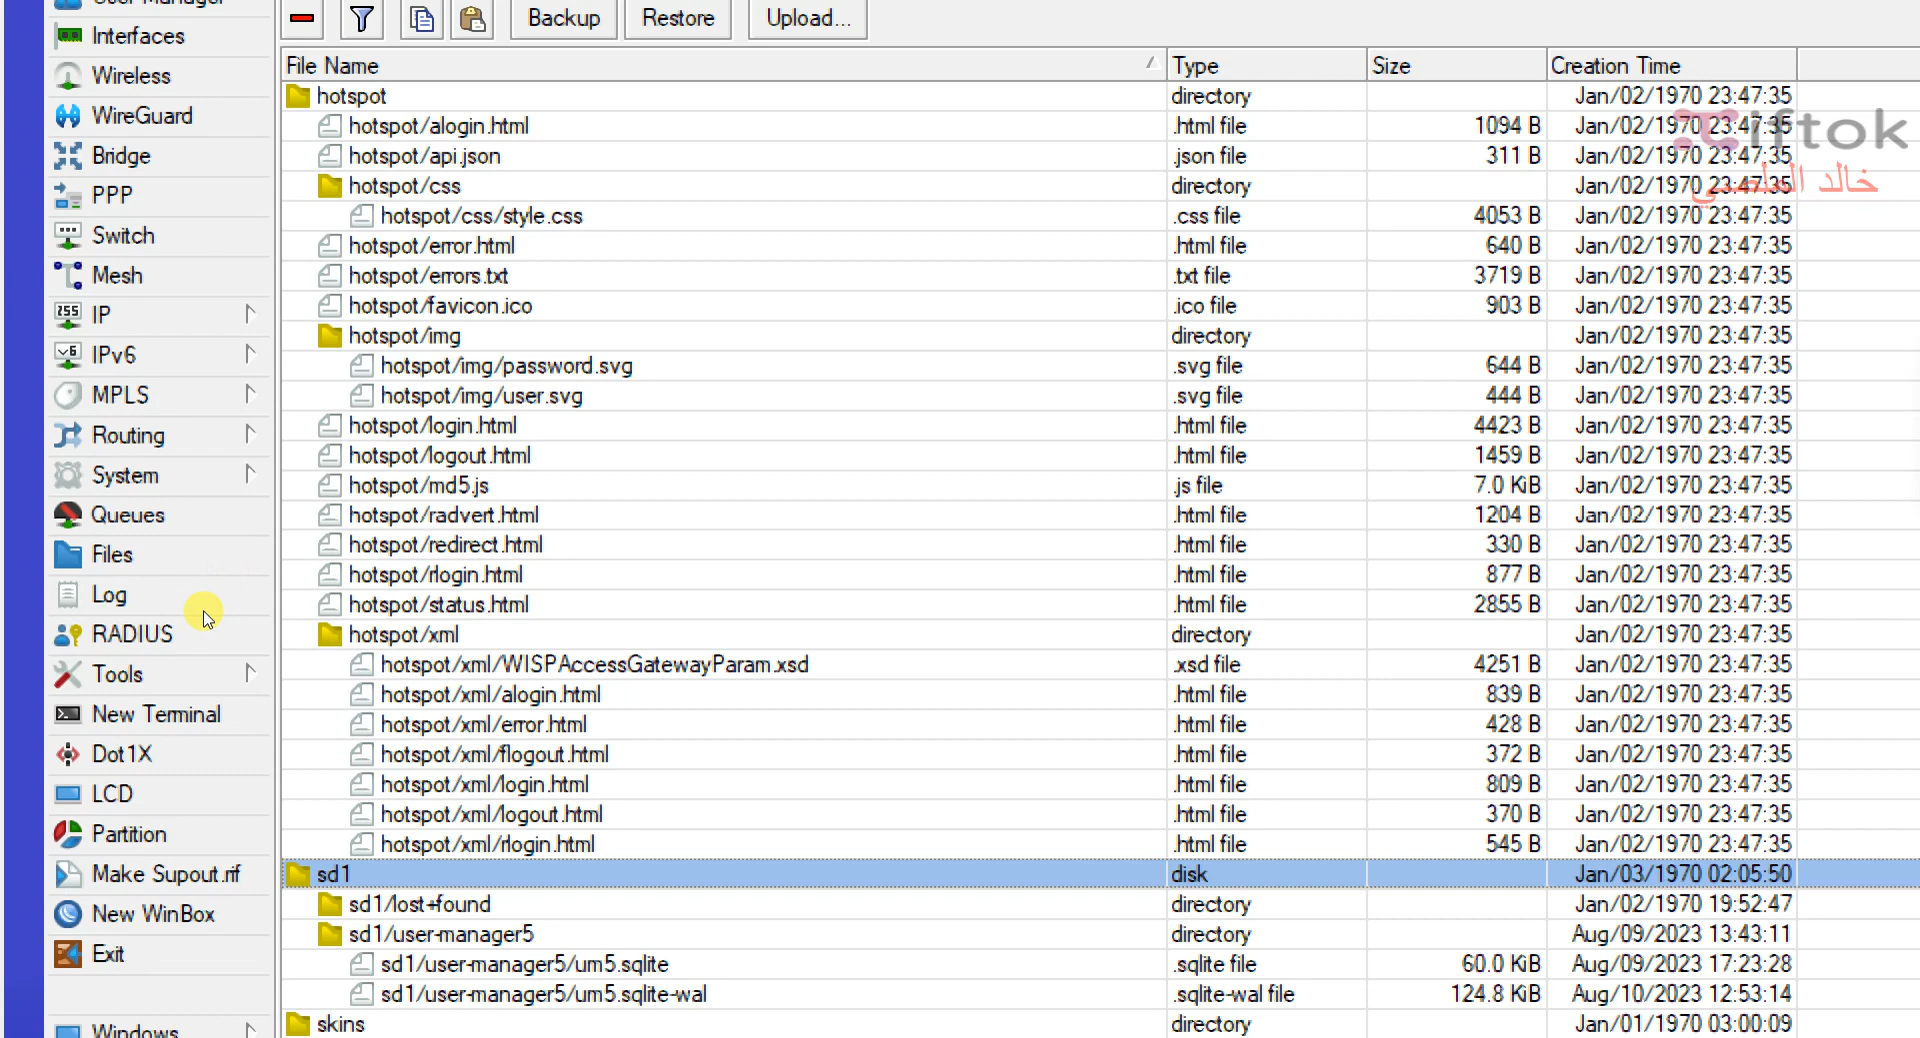 Interfaces
Wireless
WireGuard
Bridge
PPP
Switch
Mesh
IP
IPv6
MPLS
Routing
System
Queues
Files
Log
RADIUS
Tools
New Terminal
Dot1X
LCD
Partition
Make Supout.rif
New WinBox
Exit
Windows
Backup Restore Upload...
File Name Type Size Creation Time
hotspot directory Jan/02/1970 23:47:35
hotspot/alogin.html .html file 1094 B Jan/02/1970 23:47:35
hotspot/api.json .json file 311 B Jan/02/1970 23:47:35
hotspot/css directory Jan/02/1970 23:47:35
hotspot/css/style.css .css file 4053 B Jan/02/1970 23:47:35
hotspot/error.html .html file 640 B Jan/02/1970 23:47:35
hotspot/errors.txt .txt file 3719 B Jan/02/1970 23:47:35
hotspot/favicon.ico .ico file 903 B Jan/02/1970 23:47:35
hotspot/img directory Jan/02/1970 23:47:35
hotspot/img/password.svg .svg file 644 B Jan/02/1970 23:47:35
hotspot/img/user.svg .svg file 444 B Jan/02/1970 23:47:35
hotspot/login.html .html file 4423 B Jan/02/1970 23:47:35
hotspot/logout.html .html file 1459 B Jan/02/1970 23:47:35
hotspot/md5.js .js file 7.0 KiB Jan/02/1970 23:47:35
hotspot/radvert.html .html file 1204 B Jan/02/1970 23:47:35
hotspot/redirect.html .html file 330 B Jan/02/1970 23:47:35
hotspot/rlogin.html .html file 877 B Jan/02/1970 23:47:35
hotspot/status.html .html file 2855 B Jan/02/1970 23:47:35
hotspot/xml directory Jan/02/1970 23:47:35
hotspot/xml/WISPAccessGatewayParam.xsd .xsd file 4251 B Jan/02/1970 23:47:35
hotspot/xml/alogin.html .html file 839 B Jan/02/1970 23:47:35
hotspot/xml/error.html .html file 428 B Jan/02/1970 23:47:35
hotspot/xml/flogout.html .html file 372 B Jan/02/1970 23:47:35
hotspot/xml/login.html .html file 809 B Jan/02/1970 23:47:35
hotspot/xml/logout.html .html file 370 B Jan/02/1970 23:47:35
hotspot/xml/rlogin.html .html file 545 B Jan/02/1970 23:47:35
sd1 disk Jan/03/1970 02:05:50
sd1/lost+found directory Jan/02/1970 19:52:47
sd1/user-manager5 directory Aug/09/2023 13:43:11
sd1/user-manager5/um5.sqlite .sqlite file 60.0 KiB Aug/09/2023 17:23:28
sd1/user-manager5/um5.sqlite-wal .sqlite-wal file 124.8 KiB Aug/10/2023 12:53:14
skins directory Jan/01/1970 03:00:09
خالد